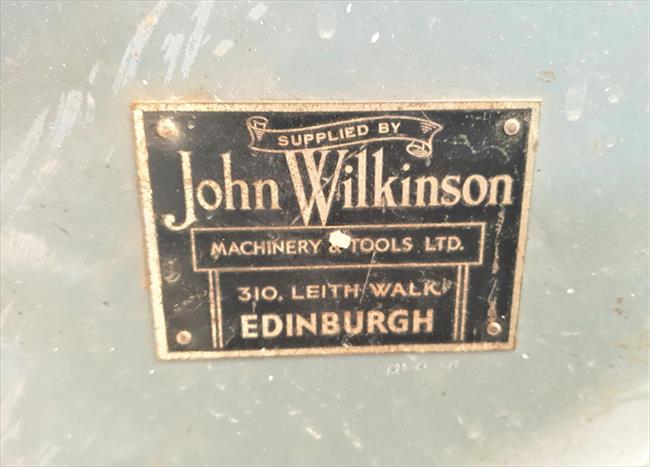 SUPPLIED BY
John Wilkinson
MACHINERY & TOOLS LTD.
310, LEITH WALK
EDINBURGH